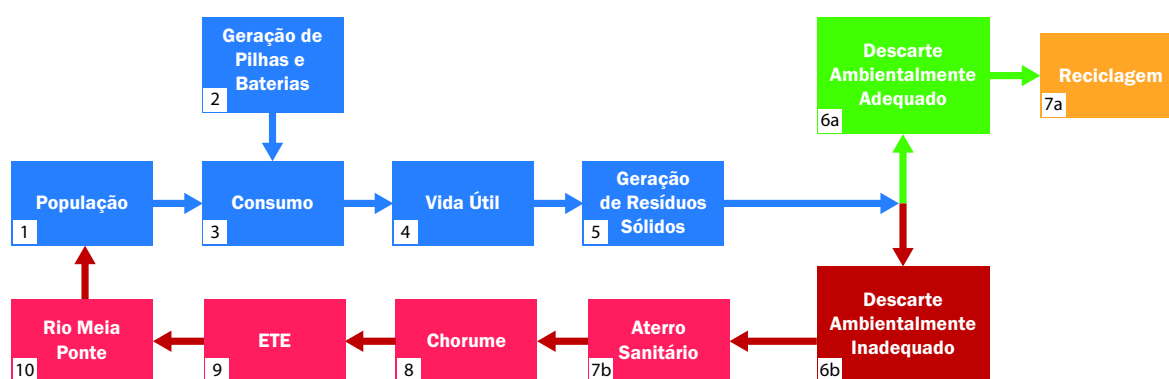 Geração de
Pilhas e
Baterias
2
Descarte
Ambientalmente
Adequado
6a
Reciclagem
7a
População
1
Consumo
3
Vida Útil
4
Geração
de Resíduos
Sólidos
5
Rio Meia
Ponte
10
ETE
9
Chorume
8
Aterro
Sanitário
7b
Descarte
Ambientalmente
Inadequado
6b